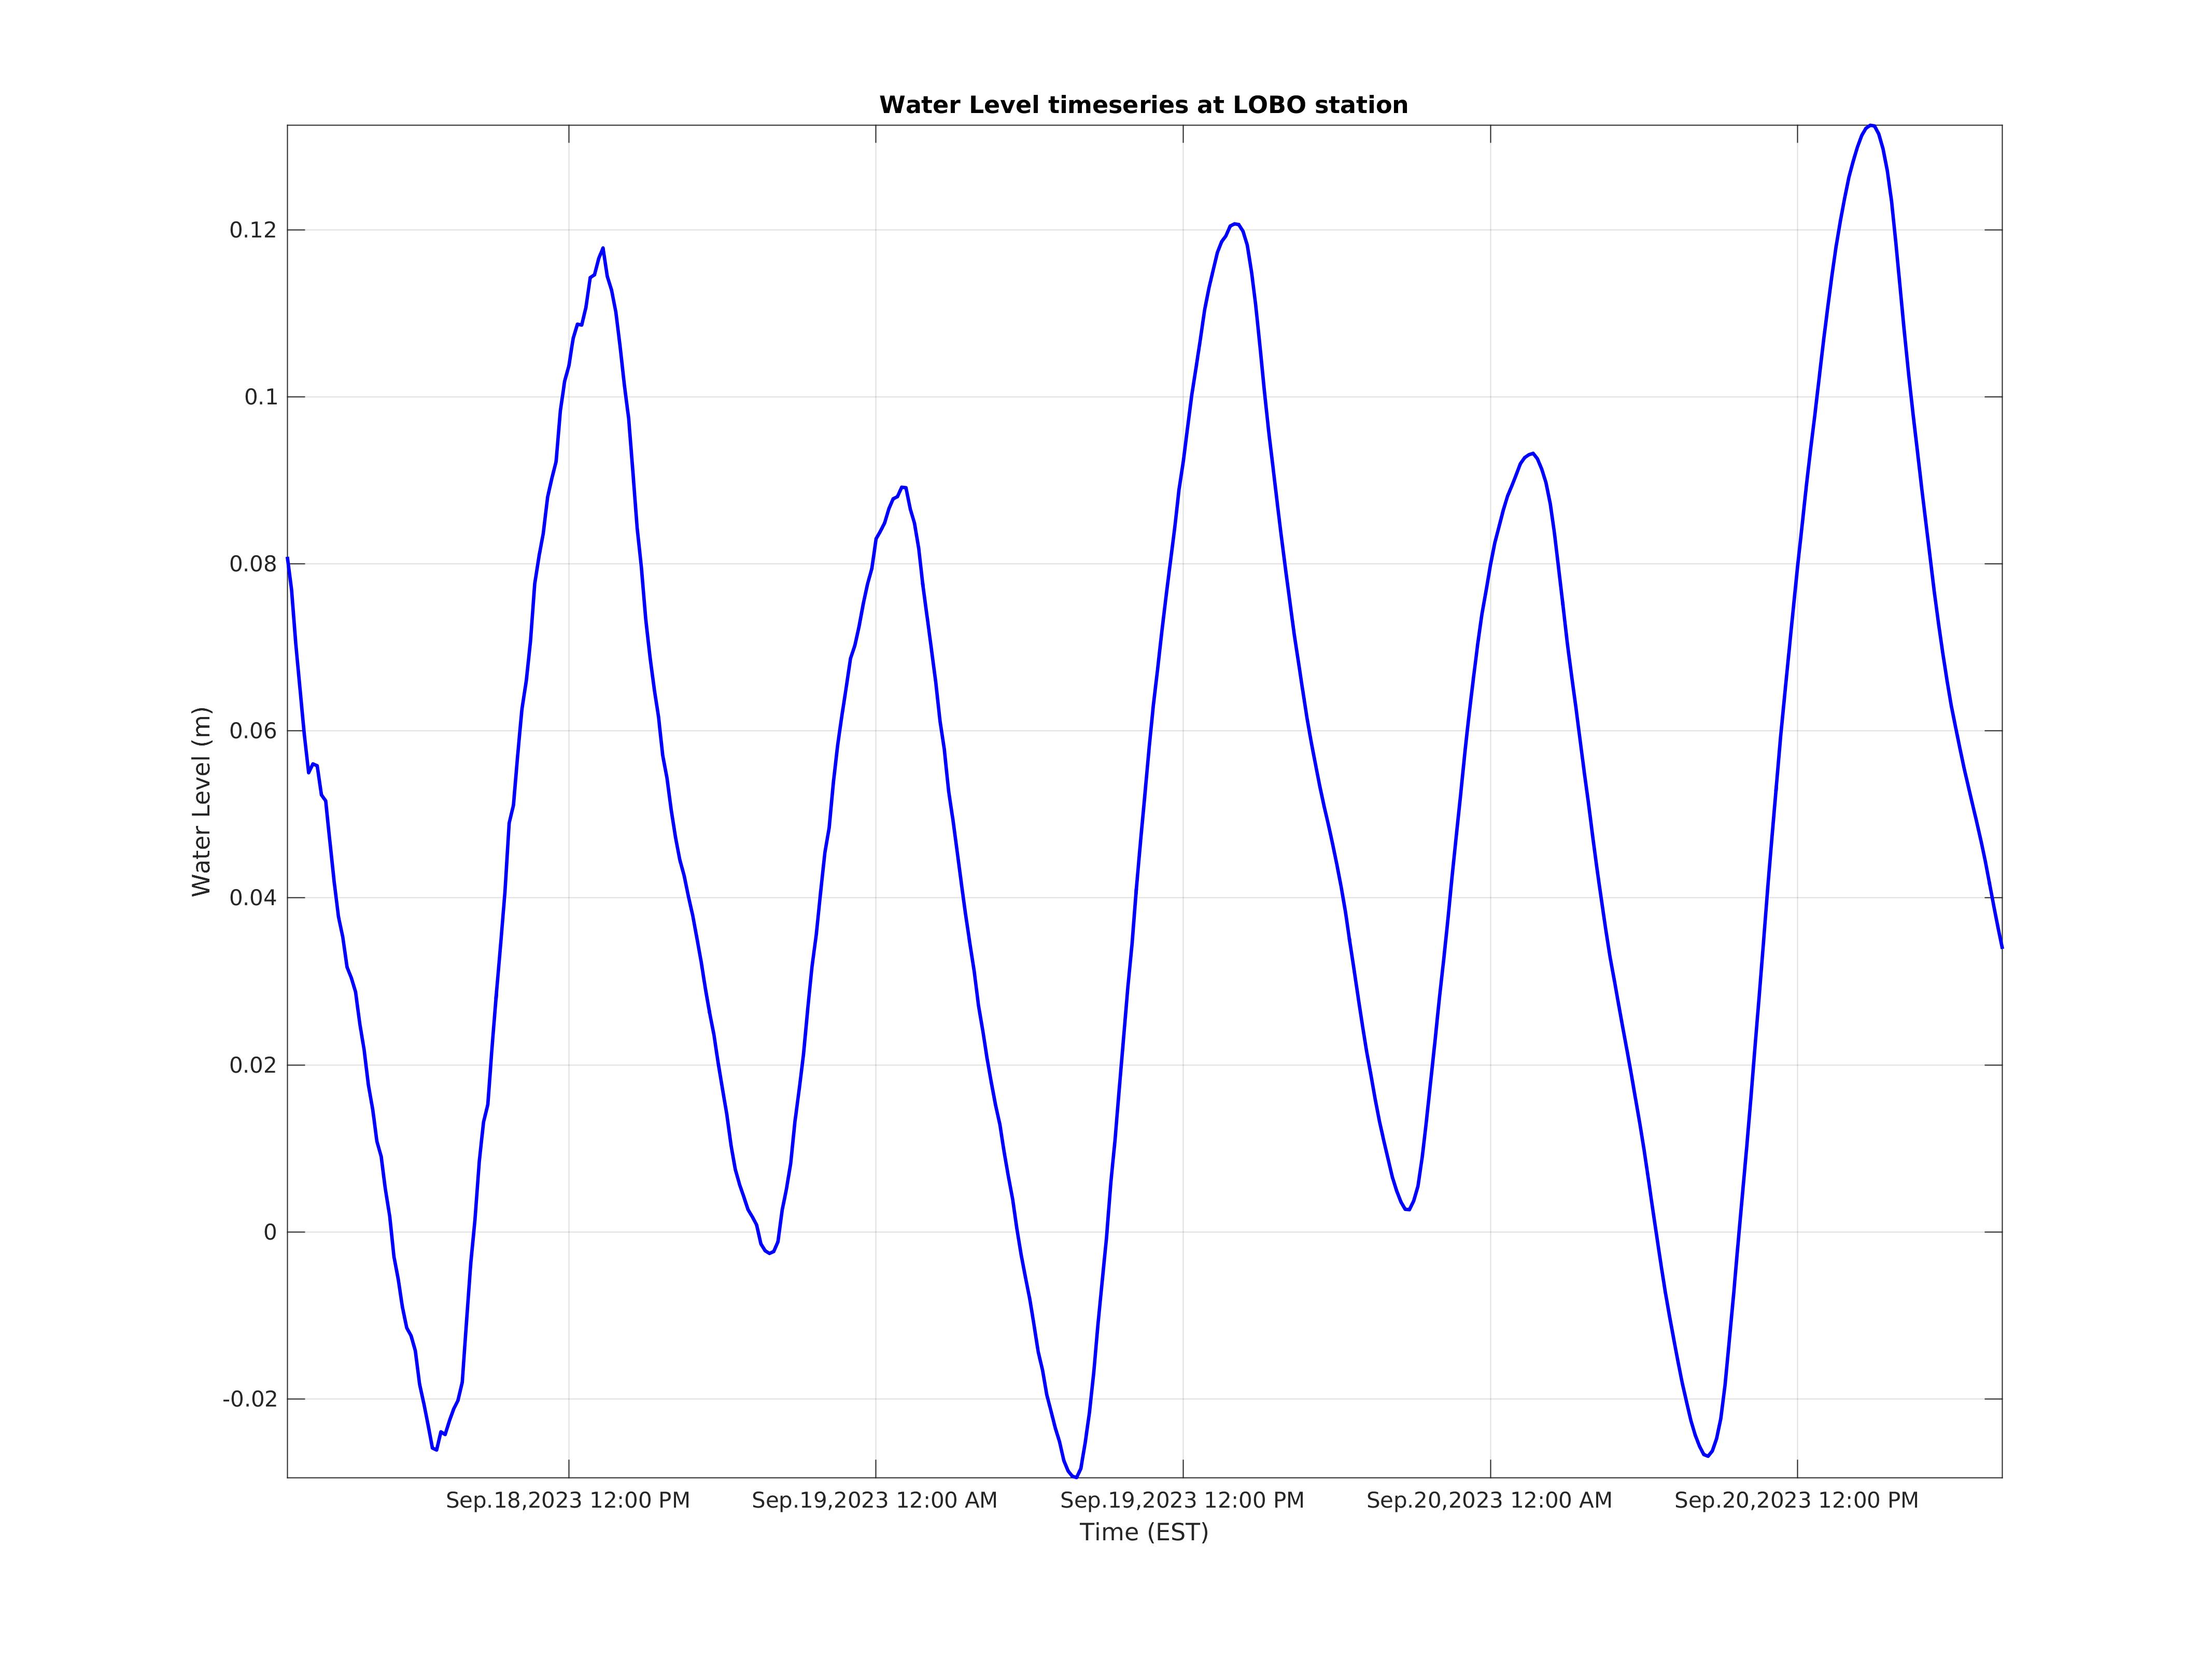 Water Level timeseries at LOBO station
0.12
0.1
0.08
0.06
0.04
0.02
0
-0.02
Water Level (m)
Sep.18,2023 12:00 PM
Sep.19,2023 12:00 AM
Sep.19,2023 12:00 PM
Sep.20,2023 12:00 AM
Sep.20,2023 12:00 PM
Time (EST)